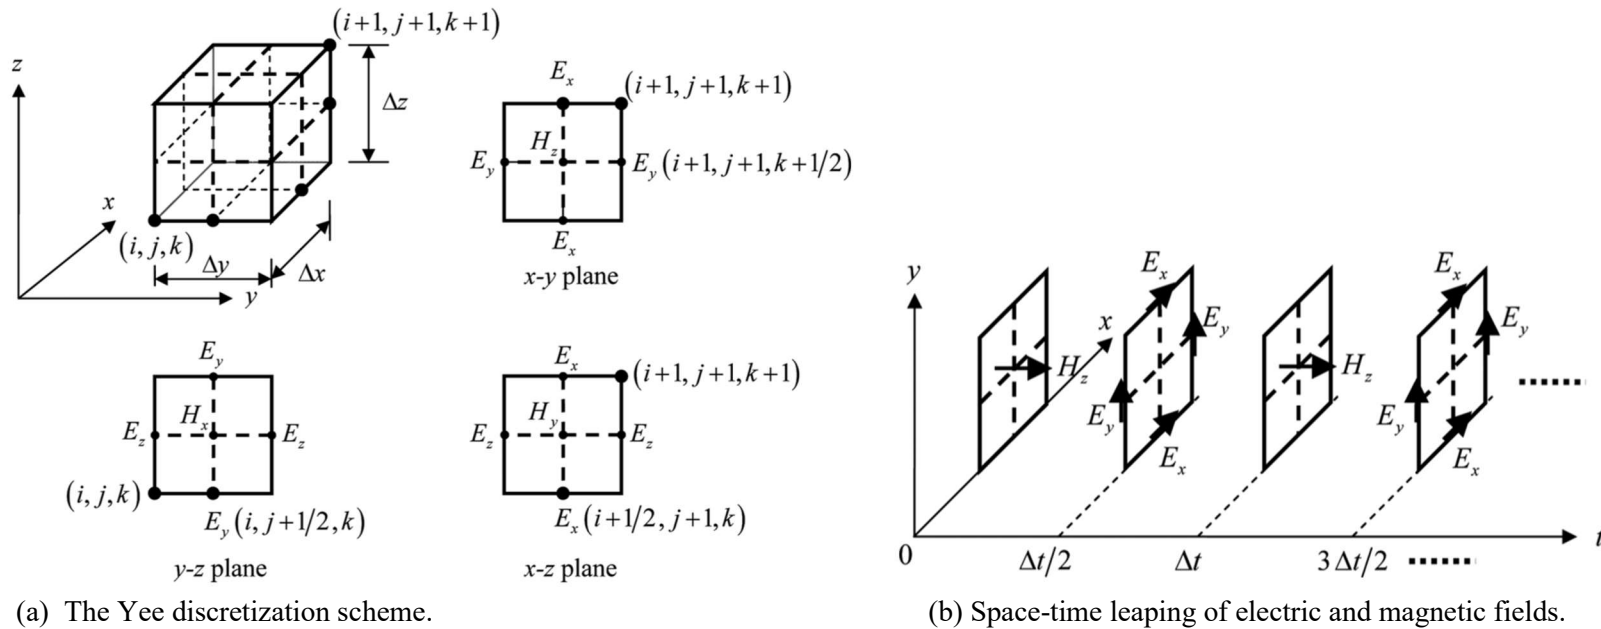 (i+1, j+1, k+1)
z
Δz
x
(i, j, k)
Δy
Δx
y
E_x
(i+1, j+1, k+1)
H_z
E_y
E_y (i+1, j+1, k+1/2)
E_x
x-y plane
E_y
H_x
E_z
E_z
(i, j, k)
E_y (i, j+1/2, k)
y-z plane
E_x
(i+1, j+1, k+1)
H_y
E_z
E_z
E_x (i+1/2, j+1, k)
x-z plane
(a) The Yee discretization scheme.
y
x
H_z
E_x
E_y
E_y
E_x
H_z
E_x
E_y
E_y
E_x
0
Δt/2
Δt
3 Δt/2
t
(b) Space-time leaping of electric and magnetic fields.